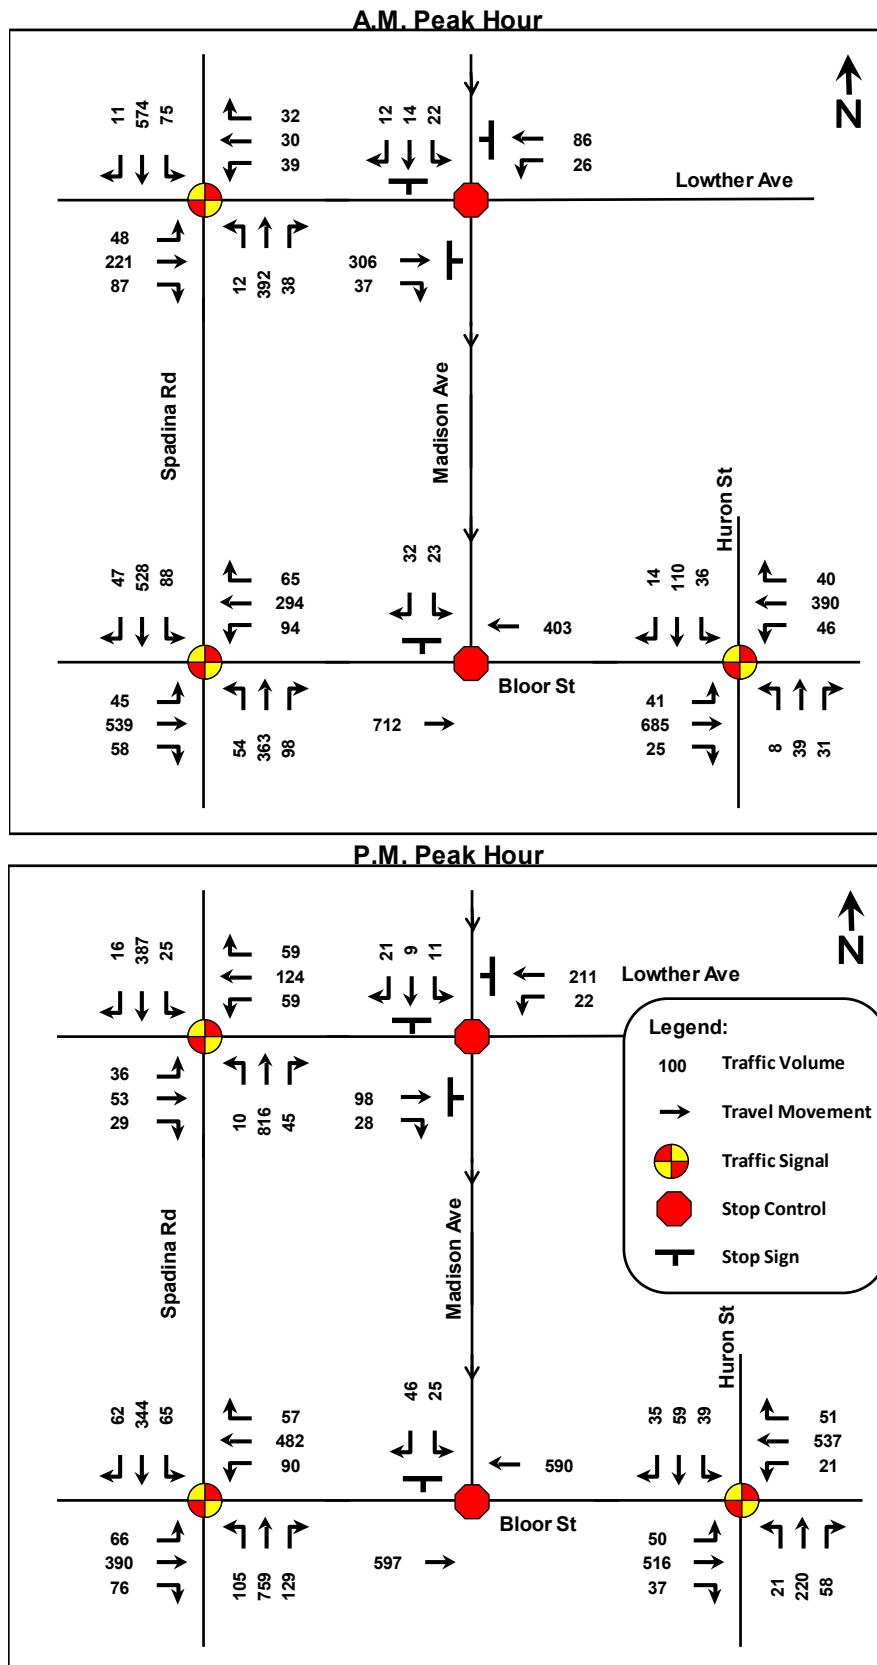 A.M. Peak Hour
N
11 574 75
32
30
39
12 14 22
86
26
Lowther Ave
48
221
87
12 392 38
306
37
Spadina Rd
Madison Ave
Huron St
47 528 88
65
294
94
32 23
403
14 110 36
40
390
46
Bloor St
45
539
58
54 363 98
712
41
685
25
8 39 31
P.M. Peak Hour
N
16 387 25
59
124
59
21 9 11
211
22
Lowther Ave
36
53
29
10 816 45
98
28
Legend:
100 Traffic Volume
Travel Movement
Traffic Signal
Stop Control
Stop Sign
Spadina Rd
Madison Ave
Huron St
62 344 65
57
482
90
46 25
590
35 59 39
51
537
21
Bloor St
66
390
76
105 759 129
597
50
516
37
21 220 58